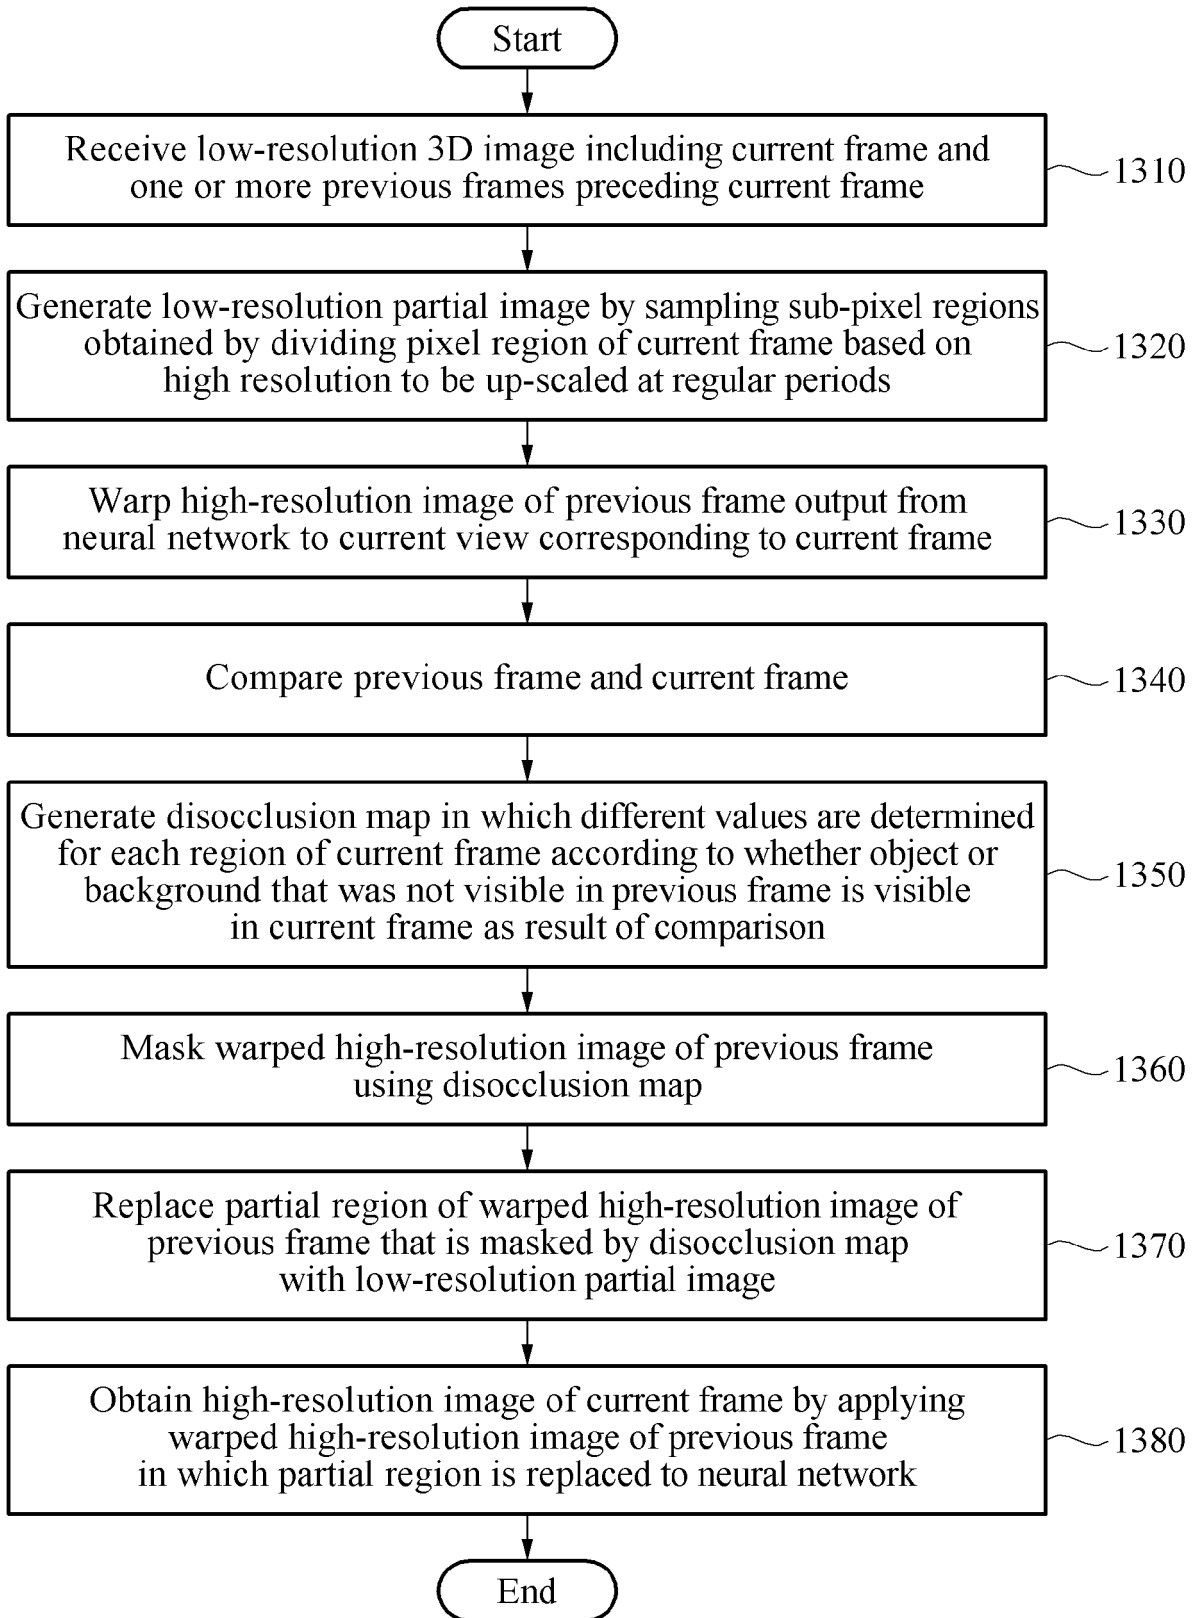 Start
Receive low-resolution 3D image including current frame and
one or more previous frames preceding current frame
1310
Generate low-resolution partial image by sampling sub-pixel regions
obtained by dividing pixel region of current frame based on
high resolution to be up-scaled at regular periods
1320
Warp high-resolution image of previous frame output from
neural network to current view corresponding to current frame
1330
Compare previous frame and current frame
1340
Generate disocclusion map in which different values are determined
for each region of current frame according to whether object or
background that was not visible in previous frame is visible
in current frame as result of comparison
1350
Mask warped high-resolution image of previous frame
using disocclusion map
1360
Replace partial region of warped high-resolution image of
previous frame that is masked by disocclusion map
with low-resolution partial image
1370
Obtain high-resolution image of current frame by applying
warped high-resolution image of previous frame
in which partial region is replaced to neural network
1380
End